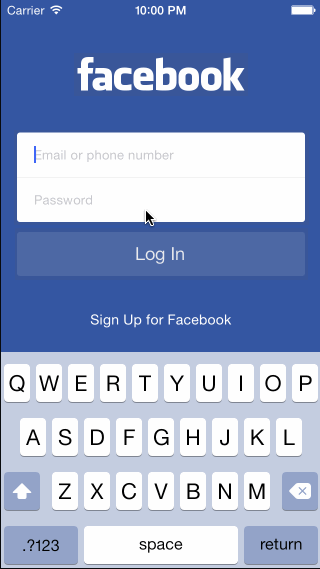 Carrier 10:00 PM
facebook
Email or phone number
Password
Log In
Sign Up for Facebook
Q W E R T Y U I O P
A S D F G H J K L
Z X C V B N M
.?123 space return